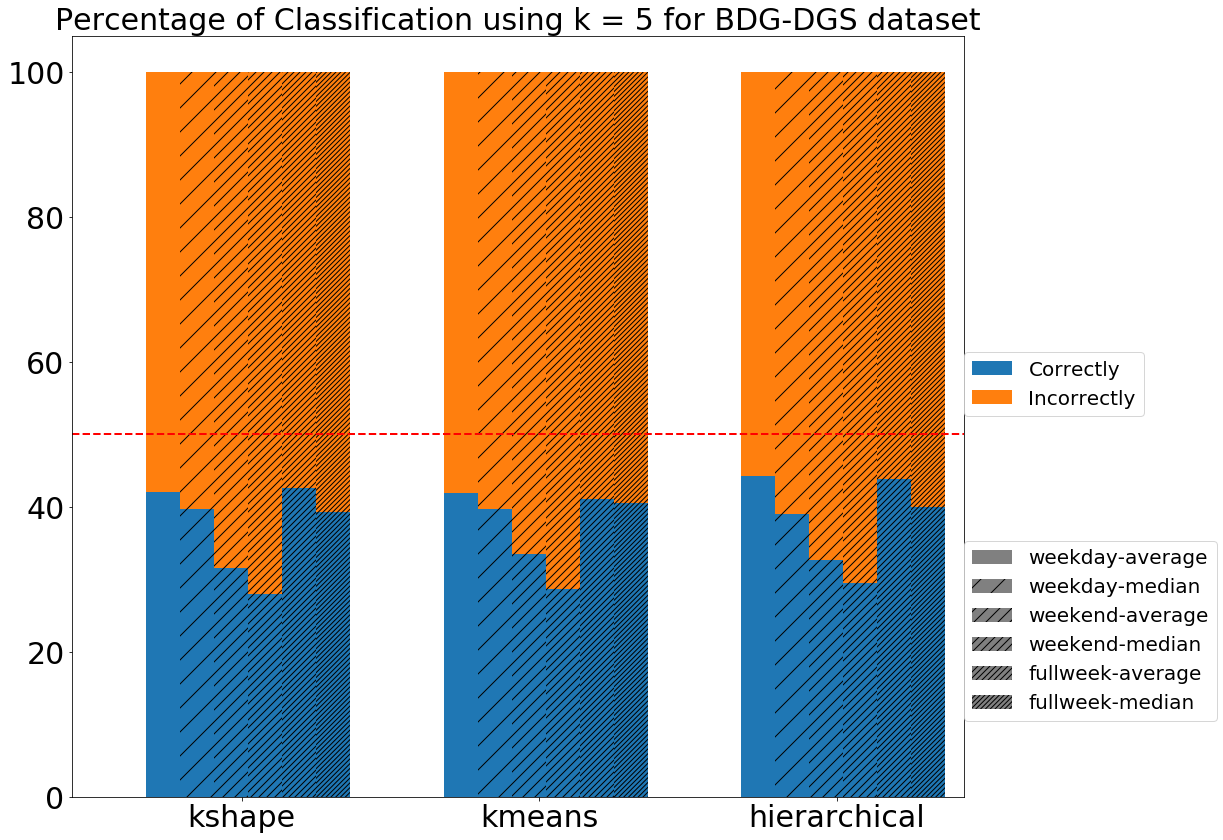 Percentage of Classification using k = 5 for BDG-DGS dataset
100
80
60
40
20
0
kshape
kmeans
hierarchical
Correctly
Incorrectly
weekday-average
weekday-median
weekend-average
weekend-median
fullweek-average
fullweek-median